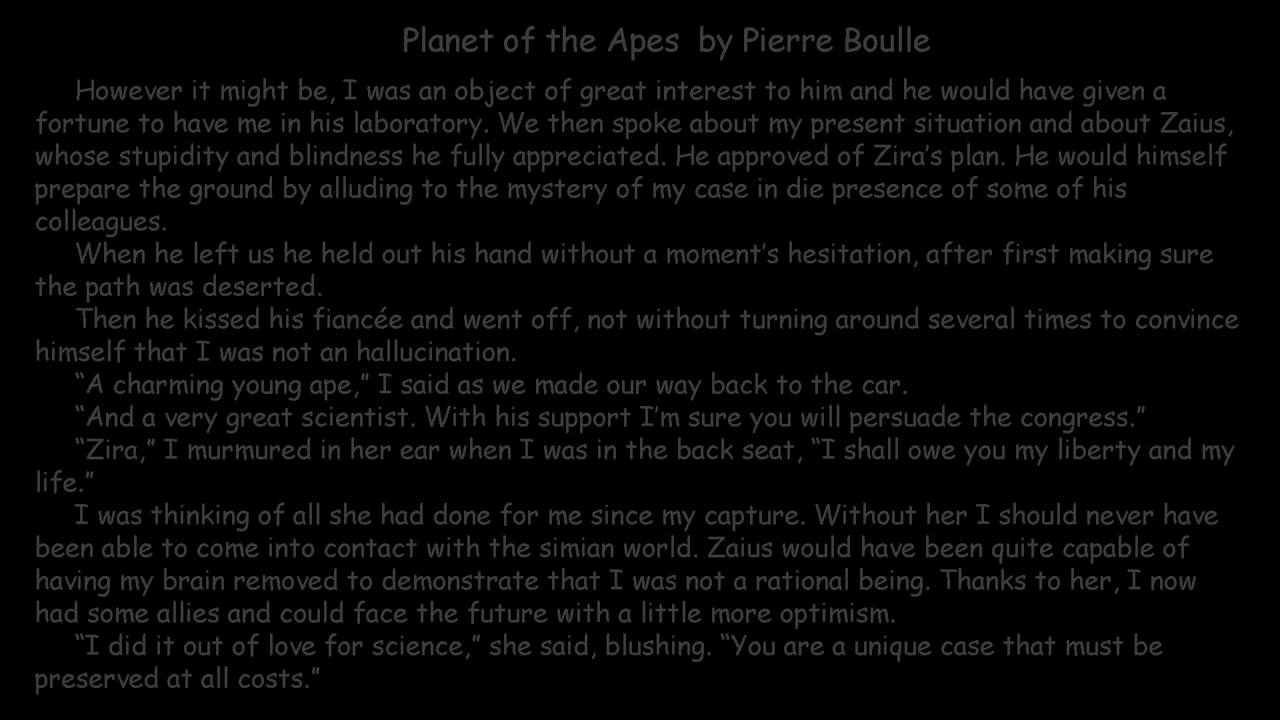 Planet of the Apes  by Pierre Boulle
However it might be, I was an object of great interest to him and he would have given a
fortune to have me in his laboratory. We then spoke about my present situation and about Zaius,
whose stupidity and blindness he fully appreciated. He approved of Zira’s plan. He would himself
prepare the ground by alluding to the mystery of my case in die presence of some of his
colleagues.
When he left us he held out his hand without a moment’s hesitation, after first making sure
the path was deserted.
Then he kissed his fiancée and went off, not without turning around several times to convince
himself that I was not an hallucination.
“A charming young ape,” I said as we made our way back to the car.
“And a very great scientist. With his support I’m sure you will persuade the congress.”
“Zira,” I murmured in her ear when I was in the back seat, “I shall owe you my liberty and my
life.”
I was thinking of all she had done for me since my capture. Without her I should never have
been able to come into contact with the simian world. Zaius would have been quite capable of
having my brain removed to demonstrate that I was not a rational being. Thanks to her, I now
had some allies and could face the future with a little more optimism.
“I did it out of love for science,” she said, blushing. “You are a unique case that must be
preserved at all costs.”